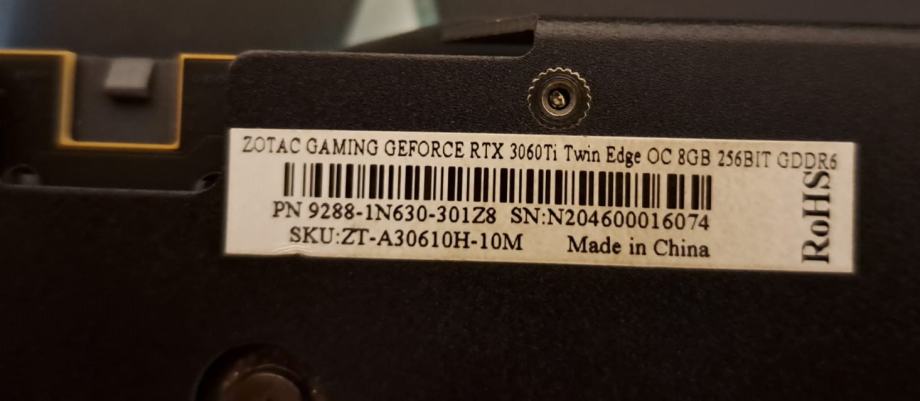 ZOTAC GAMING GEFORCE RTX 3060Ti Twin Edge OC 8GB 256BIT GDDR6
PN 9288-1N630-301Z8 SN:N204600016074
SKU:ZT-A30610H-10M Made in China
RoHS